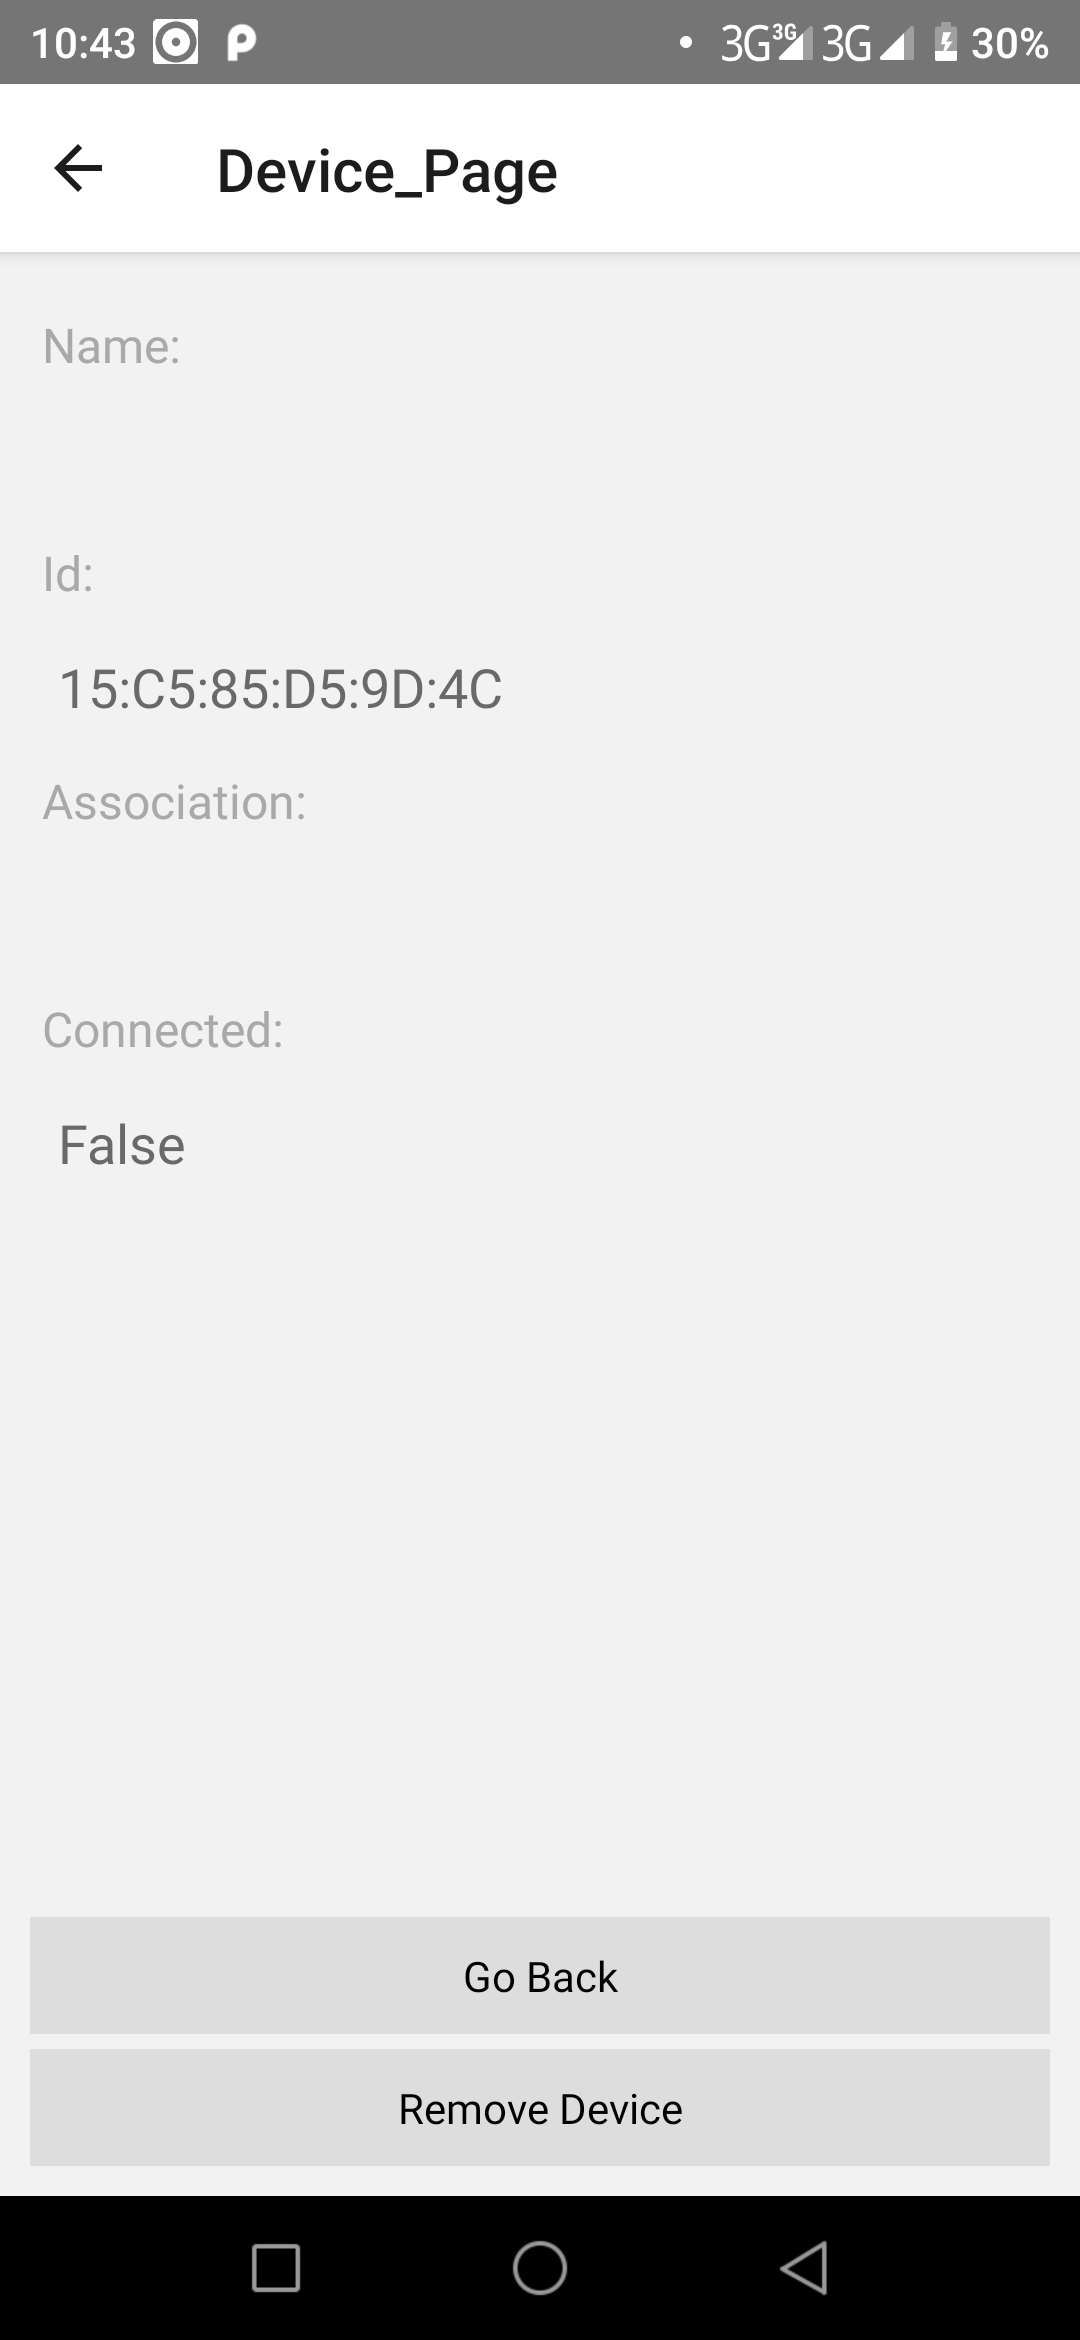 10:43 3G 3G 3G 30%
Device_Page
Name:
Id:
15:C5:85:D5:9D:4C
Association:
Connected:
False
Go Back
Remove Device